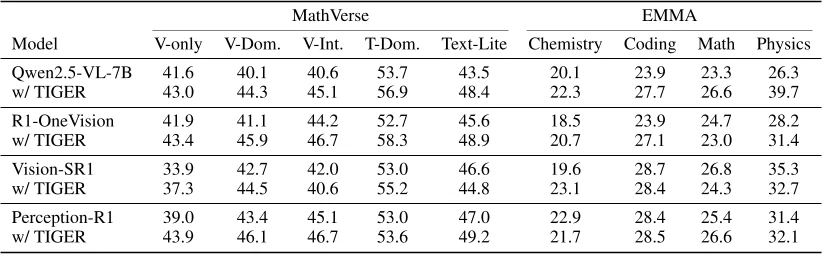 MathVerse EMMA
Model V-only V-Dom. V-Int. T-Dom. Text-Lite Chemistry Coding Math Physics
Qwen2.5-VL-7B 41.6 40.1 40.6 53.7 43.5 20.1 23.9 23.3 26.3
w/ TIGER 43.0 44.3 45.1 56.9 48.4 22.3 27.7 26.6 39.7
R1-OneVision 41.9 41.1 44.2 52.7 45.6 18.5 23.9 24.7 28.2
w/ TIGER 43.4 45.9 46.7 58.3 48.9 20.7 27.1 23.0 31.4
Vision-SR1 33.9 42.7 42.0 53.0 46.6 19.6 28.7 26.8 35.3
w/ TIGER 37.3 44.5 40.6 55.2 44.8 23.1 28.4 24.3 32.7
Perception-R1 39.0 43.4 45.1 53.0 47.0 22.9 28.4 25.4 31.4
w/ TIGER 43.9 46.1 46.7 53.6 49.2 21.7 28.5 26.6 32.1